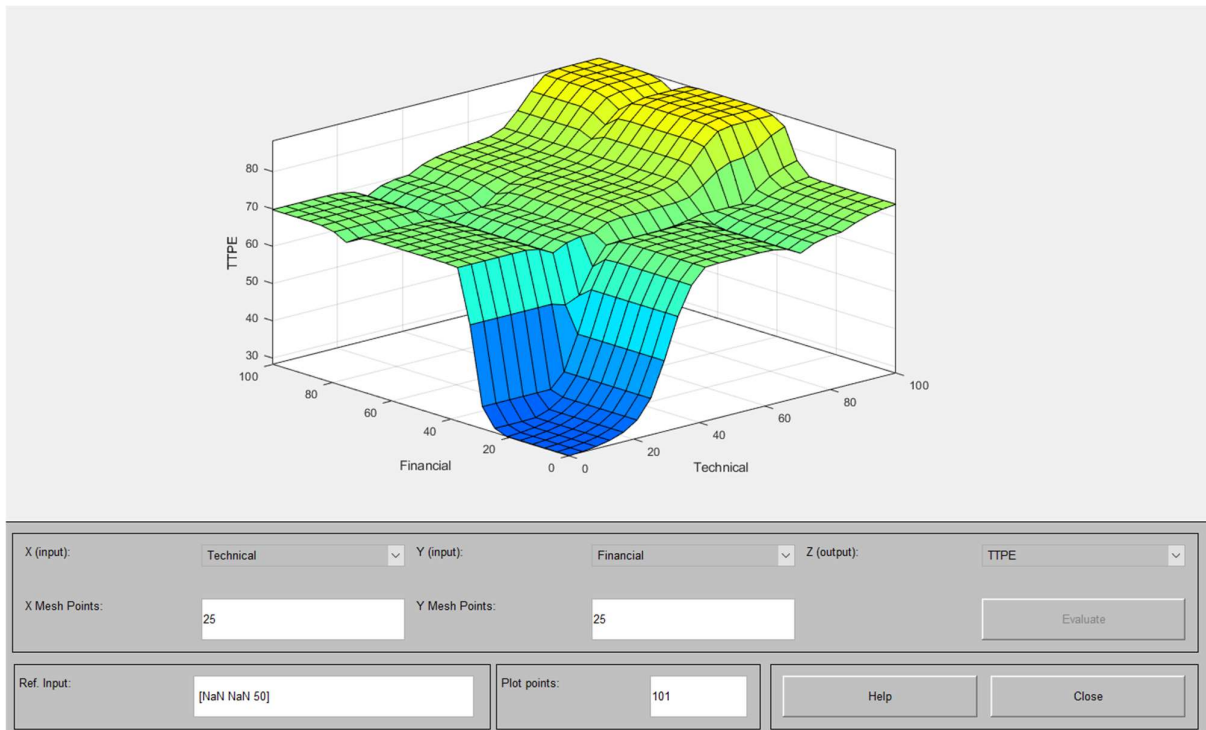 80
70
60
50
40
30
TTPE
100
80
60
40
20
0
Financial
0
20
40
60
80
100
Technical
X (input):
Technical
Y (input):
Financial
Z (output):
TTPE
X Mesh Points:
25
Y Mesh Points:
25
Evaluate
Ref. Input:
[NaN NaN 50]
Plot points:
101
Help
Close